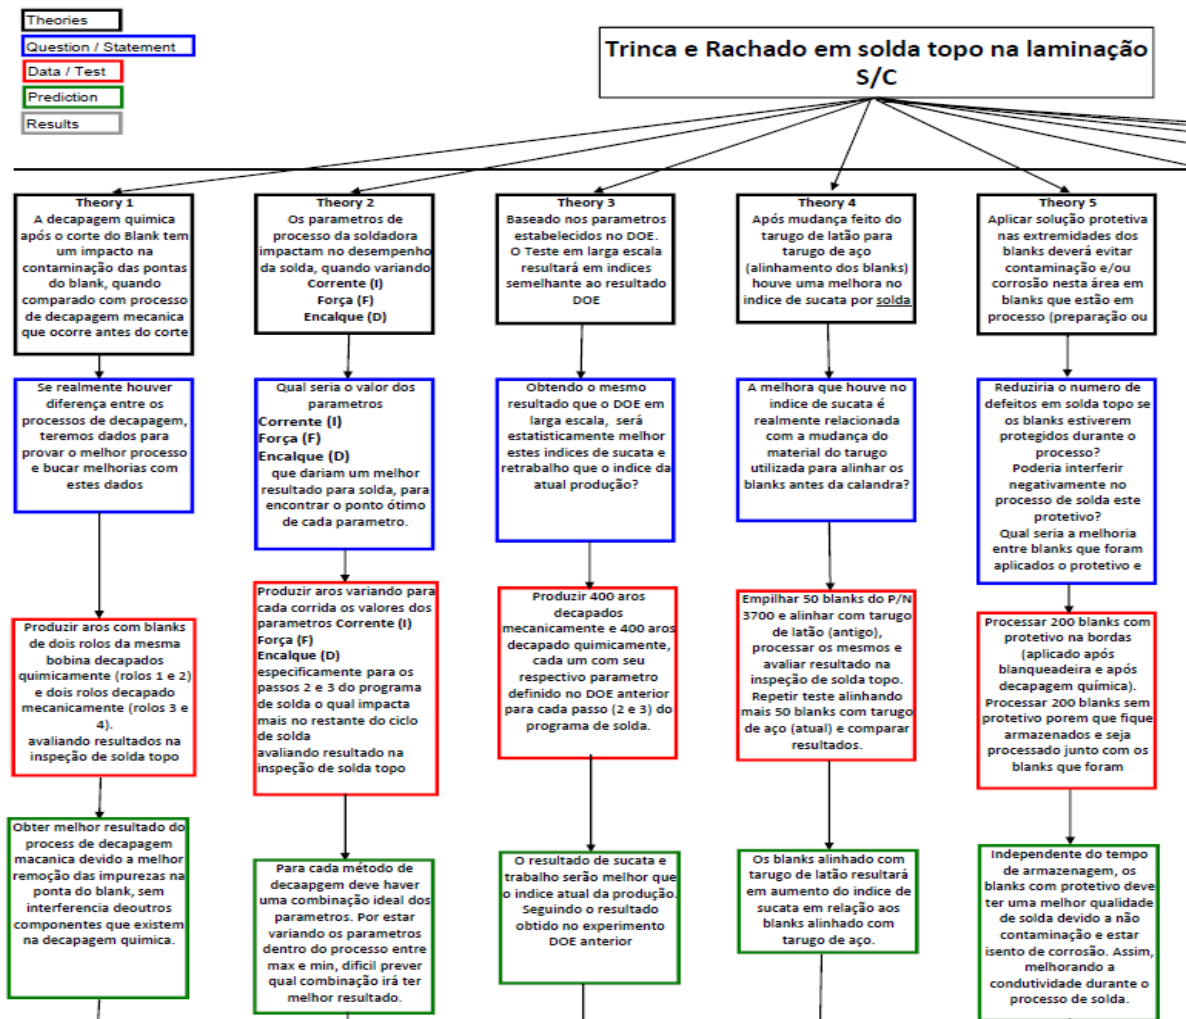 Theories
Question / Statement
Data / Test
Prediction
Results
Trinca e Rachado em solda topo na laminação
S/C
Theory 1
A decapagem quimica
após o corte do Blank tem
um impacto na
contaminação das pontas
do blank, quando
comparado com processo
de decapagem mecanica
que ocorre antes do corte
Theory 2
Os parametros de
processo da soldadora
impactam no desempenho
da solda, quando variando
Corrente (I)
Força (F)
Encalque (D)
Theory 3
Baseado nos parametros
estabelecidos no DOE.
O Teste em larga escala
resultará em indices
semelhante ao resultado
DOE
Theory 4
Após mudança feito do
tarugo de latão para
tarugo de aço
(alinhamento dos blanks)
houve uma melhora no
indice de sucata por solda
Theory 5
Aplicar solução protetiva
nas extremidades dos
blanks deverá evitar
contaminação e/ou
corrosão nesta área em
blanks que estão em
processo (preparação ou
Se realmente houver
diferença entre os
processos de decapagem,
teremos dados para
provar o melhor processo
e bucar melhorias com
estes dados
Qual seria o valor dos
parametros
Corrente (I)
Força (F)
Encalque (D)
que dariam um melhor
resultado para solda, para
encontrar o ponto ótimo
de cada parametro.
Obtendo o mesmo
resultado que o DOE em
larga escala, será
estatisticamente melhor
estes indices de sucata e
retrabalho que o indice da
atual produção?
A melhora que houve no
indice de sucata é
realmente relacionada
com a mudança do
material do tarugo
utilizada para alinhar os
blanks antes da calandra?
Reduziria o numero de
defeitos em solda topo se
os blanks estiverem
protegidos durante o
processo?
Poderia interferir
negativamente no
processo de solda este
protetivo?
Qual seria a melhoria
entre blanks que foram
aplicados o protetivo e
Produzir aros com blanks
de dois rolos da mesma
bobina decapados
quimicamente (rolos 1 e 2)
e dois rolos decapado
mecanicamente (rolos 3 e
4).
avaliando resultados na
inspeção de solda topo
Produzir aros variando para
cada corrida os valores dos
parametros Corrente (I)
Força (F)
Encalque (D)
especificamente para os
passos 2 e 3 do programa
de solda o qual impacta
mais no restante do ciclo
de solda
avaliando resultado na
inspeção de solda topo
Produzir 400 aros
decapados
mecanicamente e 400 aros
decapado quimicamente,
cada um com seu
respectivo parametro
definido no DOE anterior
para cada passo (2 e 3) do
programa de solda.
Empilhar 50 blanks do P/N
3700 e alinhar com tarugo
de latão (antigo),
processar os mesmos e
avaliar resultado na
inspeção de solda topo.
Repetir teste alinhando
mais 50 blanks com tarugo
de aço (atual) e comparar
resultados.
Processar 200 blanks com
protetivo na bordas
(aplicado após
blanqueadeira e após
decapagem química).
Processar 200 blanks sem
protetivo porem que fique
armazenados e seja
processado junto com os
blanks que foram
Obter melhor resultado do
process de decapagem
macanica devido a melhor
remoção das impurezas na
ponta do blank, sem
interferencia deoutros
componentes que existem
na decapagem quimica.
Para cada método de
decaapgem deve haver
uma combinação ideal dos
parametros. Por estar
variando os parametros
dentro do processo entre
max e min, dificil prever
qual combinação irá ter
melhor resultado.
O resultado de sucata e
trabalho serão melhor que
o indice atual da produção.
Seguindo o resultado
obtido no experimento
DOE anterior
Os blanks alinhado com
tarugo de latão resultará
em aumento do indice de
sucata em relação aos
blanks alinhado com
tarugo de aço.
Independente do tempo
de armazenagem, os
blanks com protetivo deve
ter uma melhor qualidade
de solda devido a não
contaminação e estar
isento de corrosão. Assim,
melhorando a
condutividade durante o
processo de solda.